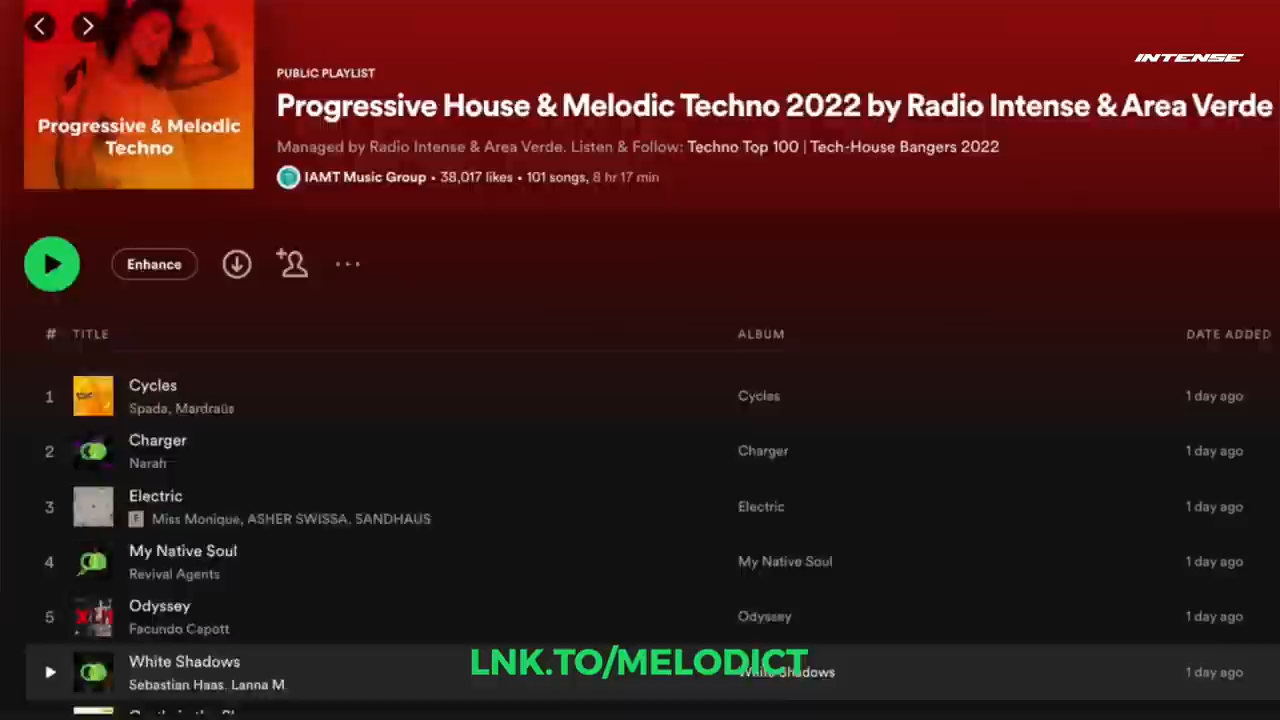 INTENSE
PUBLIC PLAYLIST
Progressive House & Melodic Techno 2022 by Radio Intense & Area Verde
Progressive & Melodic
Techno
Managed by Radio Intense & Area Verde. Listen & Follow: Techno Top 100 | Tech-House Bangers 2022
IAMT Music Group • 38,017 likes • 101 songs, 8 hr 17 min
Enhance
# TITLE ALBUM DATE ADDED
1 Cycles Cycles 1 day ago
Spada, Mardraüs
2 Charger Charger 1 day ago
Narah
3 Electric Electric 1 day ago
E Miss Monique, ASHER SWISSA, SANDHAUS
4 My Native Soul My Native Soul 1 day ago
Revival Agents
5 Odyssey Odyssey 1 day ago
Facundo Capott
White Shadows White Shadows 1 day ago
Sebastian Haas, Lanna M
LNK.TO/MELODICT